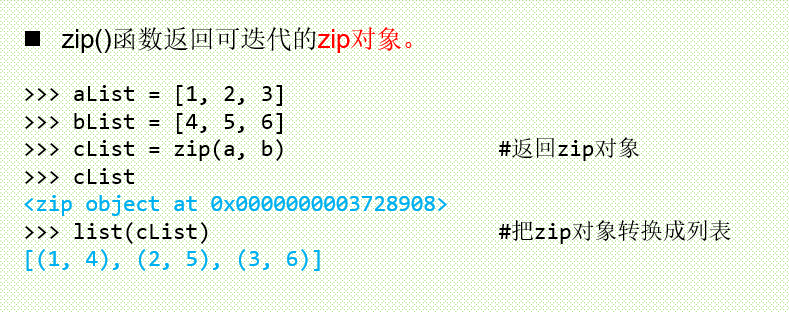 ■ zip()函数返回可迭代的zip对象。
>>> aList = [1, 2, 3]
>>> bList = [4, 5, 6]
>>> cList = zip(a, b) #返回zip对象
>>> cList
<zip object at 0x0000000003728908>
>>> list(cList) #把zip对象转换成列表
[(1, 4), (2, 5), (3, 6)]